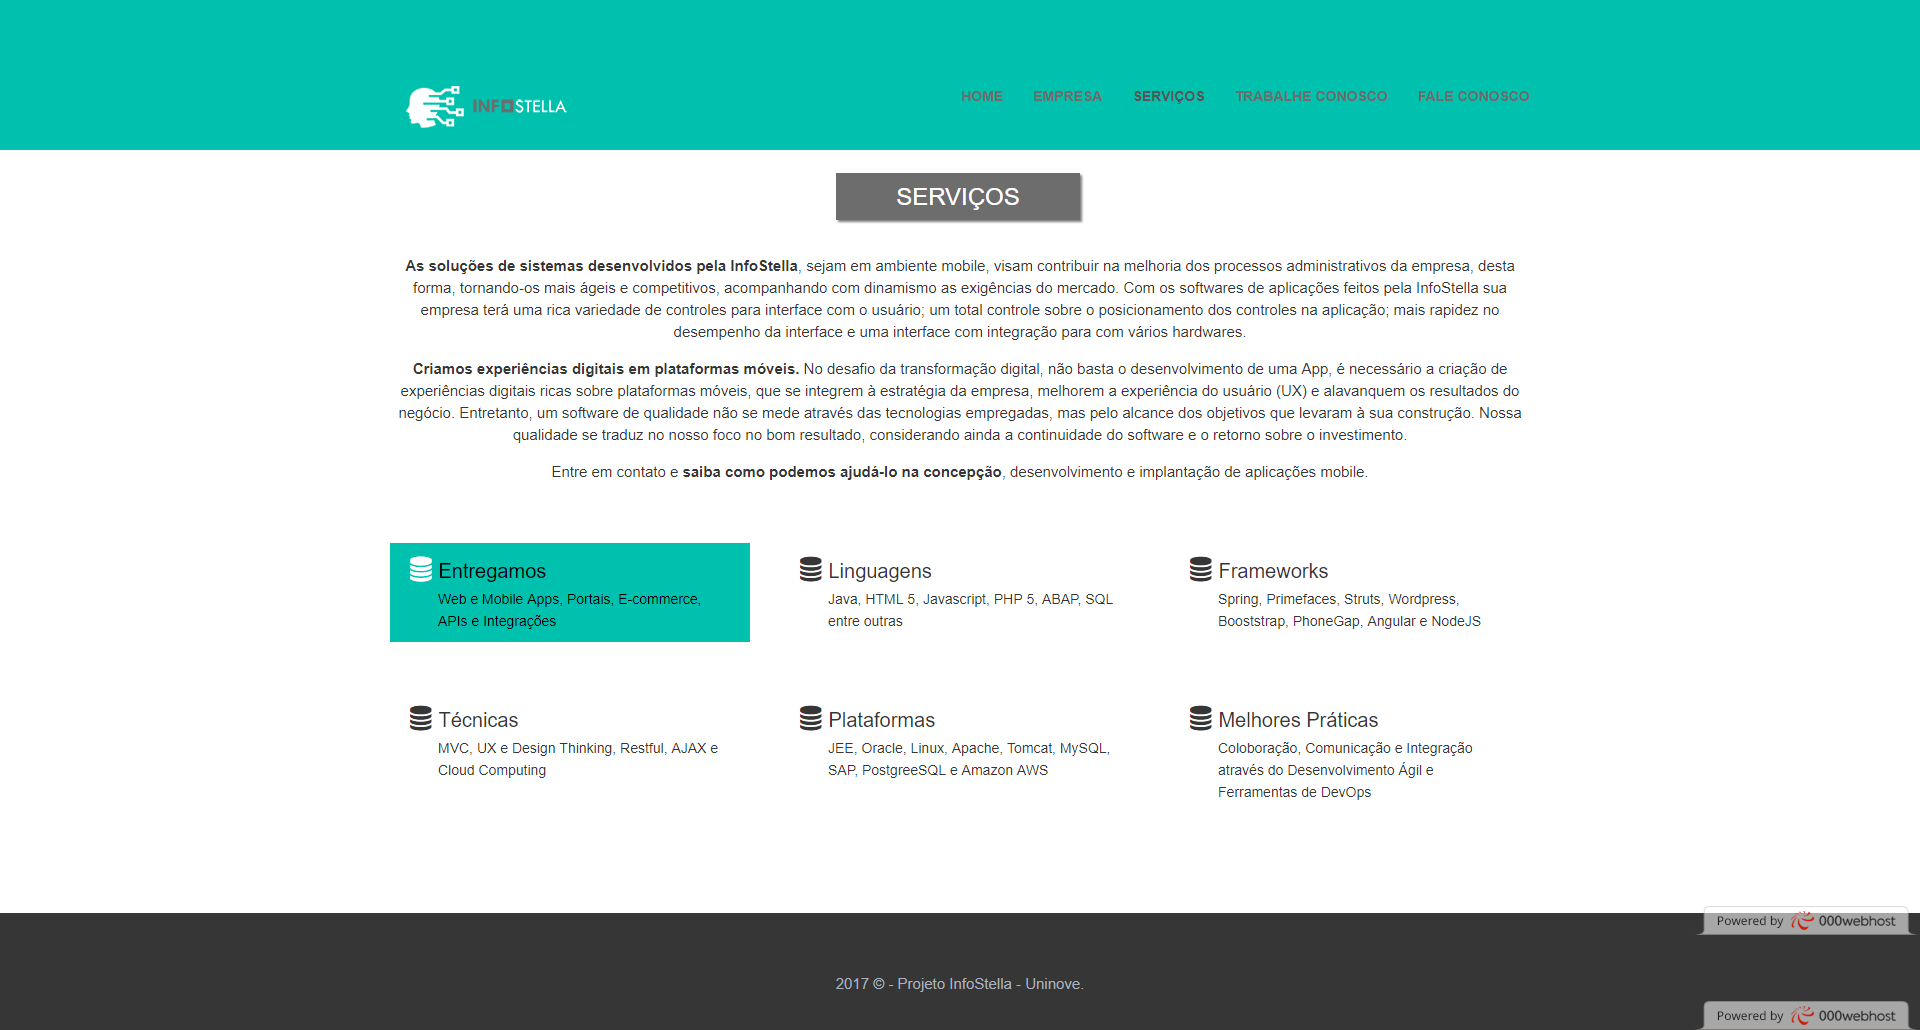 INFOSTELLA
HOME
EMPRESA
SERVIÇOS
TRABALHE CONOSCO
FALE CONOSCO
SERVIÇOS
As soluções de sistemas desenvolvidos pela InfoStella, sejam em ambiente mobile, visam contribuir na melhoria dos processos administrativos da empresa, desta
forma, tornando-os mais ágeis e competitivos, acompanhando com dinamismo as exigências do mercado. Com os softwares de aplicações feitos pela InfoStella sua
empresa terá uma rica variedade de controles para interface com o usuário; um total controle sobre o posicionamento dos controles na aplicação; mais rapidez no
desempenho da interface e uma interface com integração para com vários hardwares.
Criamos experiências digitais em plataformas móveis. No desafio da transformação digital, não basta o desenvolvimento de uma App, é necessário a criação de
experiências digitais ricas sobre plataformas móveis, que se integrem à estratégia da empresa, melhorem a experiência do usuário (UX) e alavanquem os resultados do
negócio. Entretanto, um software de qualidade não se mede através das tecnologias empregadas, mas pelo alcance dos objetivos que levaram à sua construção. Nossa
qualidade se traduz no nosso foco no bom resultado, considerando ainda a continuidade do software e o retorno sobre o investimento.
Entre em contato e saiba como podemos ajudá-lo na concepção, desenvolvimento e implantação de aplicações mobile.
Entregamos
Web e Mobile Apps, Portais, E-commerce,
APIs e Integrações
Linguagens
Java, HTML 5, Javascript, PHP 5, ABAP, SQL
entre outras
Frameworks
Spring, Primefaces, Struts, Wordpress,
Booststrap, PhoneGap, Angular e NodeJS
Técnicas
MVC, UX e Design Thinking, Restful, AJAX e
Cloud Computing
Plataformas
JEE, Oracle, Linux, Apache, Tomcat, MySQL,
SAP, PostgreeSQL e Amazon AWS
Melhores Práticas
Coloboração, Comunicação e Integração
através do Desenvolvimento Ágil e
Ferramentas de DevOps
Powered by 000webhost
2017 © - Projeto InfoStella - Uninove.
Powered by 000webhost